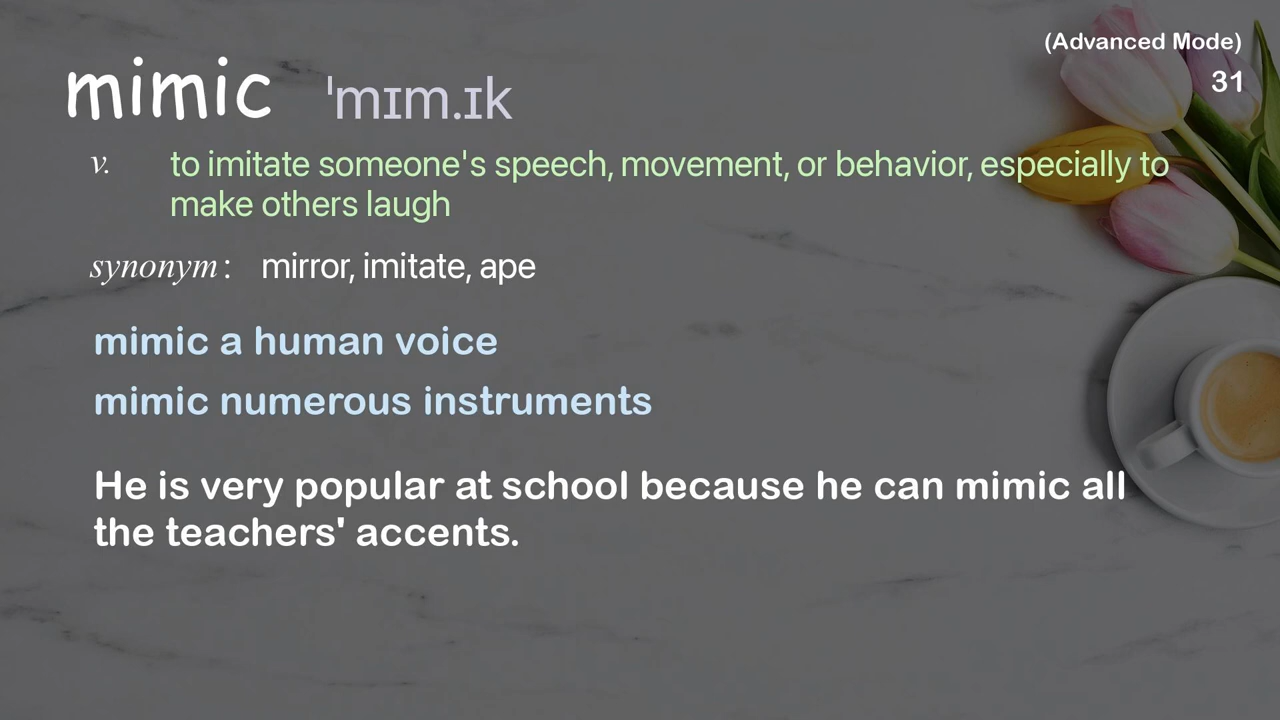 (Advanced Mode)
31
mimic ˈmɪm.ɪk
v. to imitate someone's speech, movement, or behavior, especially to
make others laugh
synonym : mirror, imitate, ape
mimic a human voice
mimic numerous instruments
He is very popular at school because he can mimic all
the teachers' accents.